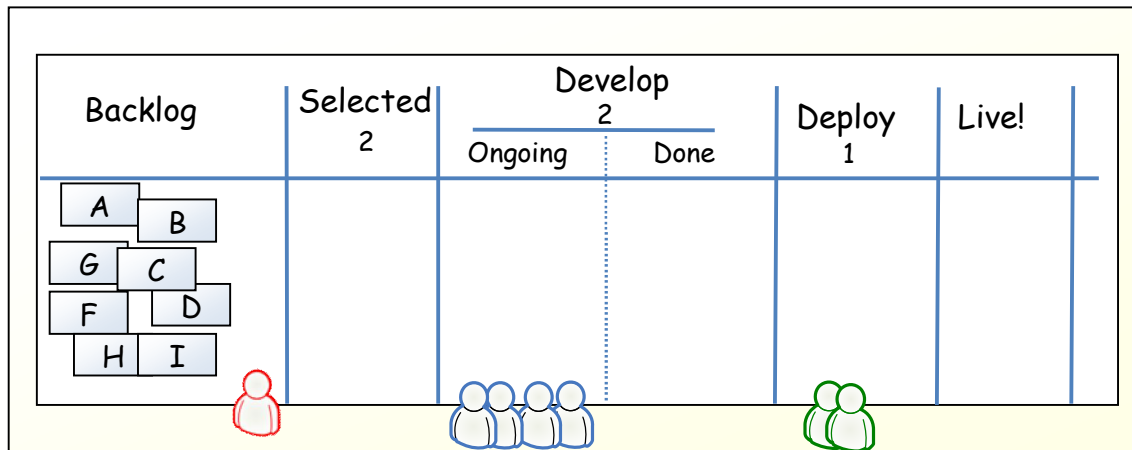 Backlog
Selected
2
Develop
2
Ongoing
Done
Deploy
1
Live!
A
B
G
C
F
D
H
I